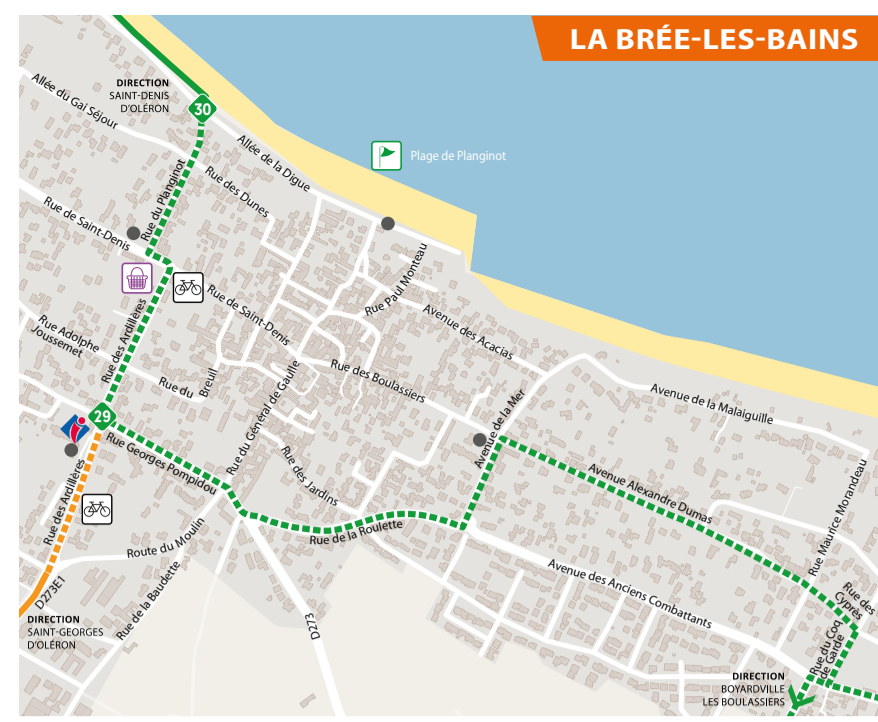 LA BRÉE-LES-BAINS
DIRECTION
SAINT-DENIS
D'OLÉRON
30
Allée du Gai Séjour
Allée de la Digue
Plage de Planginot
Rue du Planginot
Rue des Dunes
Rue de Saint-Denis
Rue Paul Monteau
Rue des Ardillères
Rue de Saint-Denis
Avenue des Acacias
Rue Adolphe
Joussemet
Rue du
Breuil
Rue des Boulassiers
Rue du Général de Gaulle
Avenue de la Mer
Avenue de la Malaiguille
29
Rue Georges Pompidou
Rue des Jardins
Rue des Ardillères
Avenue Alexandre Dumas
Rue Maurice Morandeau
Rue de la Roulette
Route du Moulin
Avenue des Anciens Combattants
Rue des
Cyprès
D273E1
Rue de la Baudette
D273
Rue du Coq
de Garde
DIRECTION
SAINT-GEORGES
D'OLÉRON
DIRECTION
BOYARDVILLE
LES BOULASSIERS